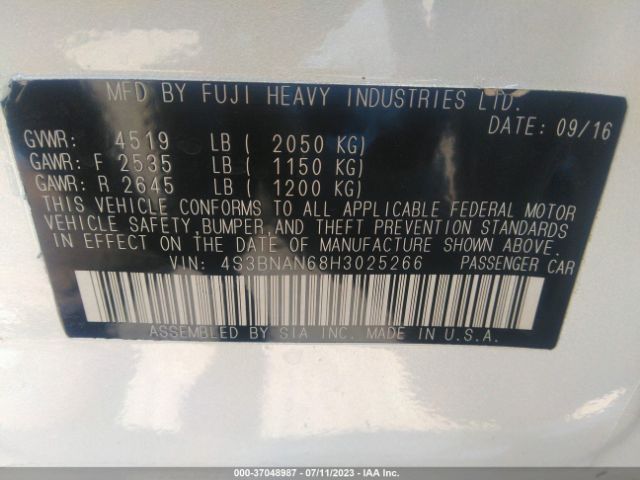 MFD BY FUJI HEAVY INDUSTRIES LTD.
DATE: 09/16
GVWR: 4519 LB ( 2050 KG)
GAWR: F 2535 LB ( 1150 KG)
GAWR: R 2645 LB ( 1200 KG)
THIS VEHICLE CONFORMS TO ALL APPLICABLE FEDERAL MOTOR
VEHICLE SAFETY, BUMPER, AND THEFT PREVENTION STANDARDS
IN EFFECT ON THE DATE OF MANUFACTURE SHOWN ABOVE.
VIN: 4S3BNAN68H3025266 PASSENGER CAR
ASSEMBLED BY SIA INC. MADE IN U.S.A.
000-37048987 - 07/11/2023 - IAA Inc.